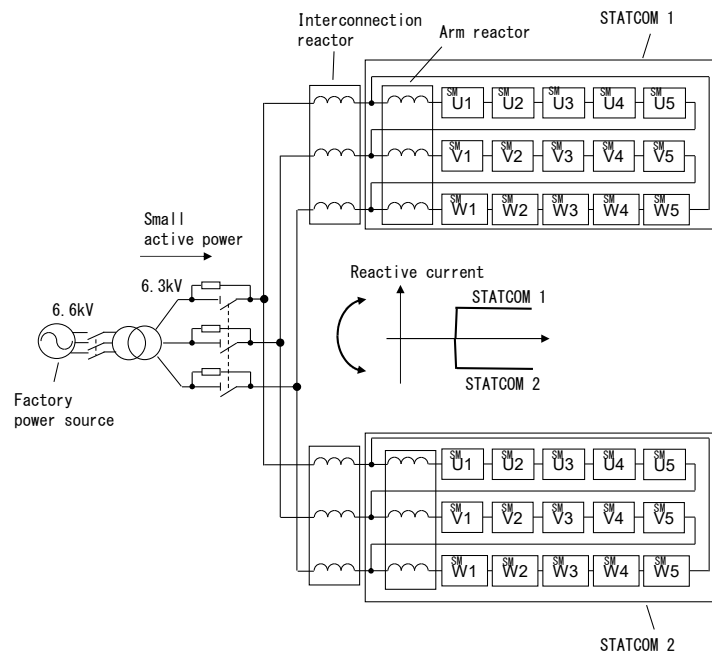 Interconnection
reactor
STATCOM 1
Arm reactor
SM U1 SM U2 SM U3 SM U4 SM U5
SM V1 SM V2 SM V3 SM V4 SM V5
SM W1 SM W2 SM W3 SM W4 SM W5
Small
active power
6.3kV
6.6kV
Factory
power source
Reactive current
STATCOM 1
STATCOM 2
SM U1 SM U2 SM U3 SM U4 SM U5
SM V1 SM V2 SM V3 SM V4 SM V5
SM W1 SM W2 SM W3 SM W4 SM W5
STATCOM 2